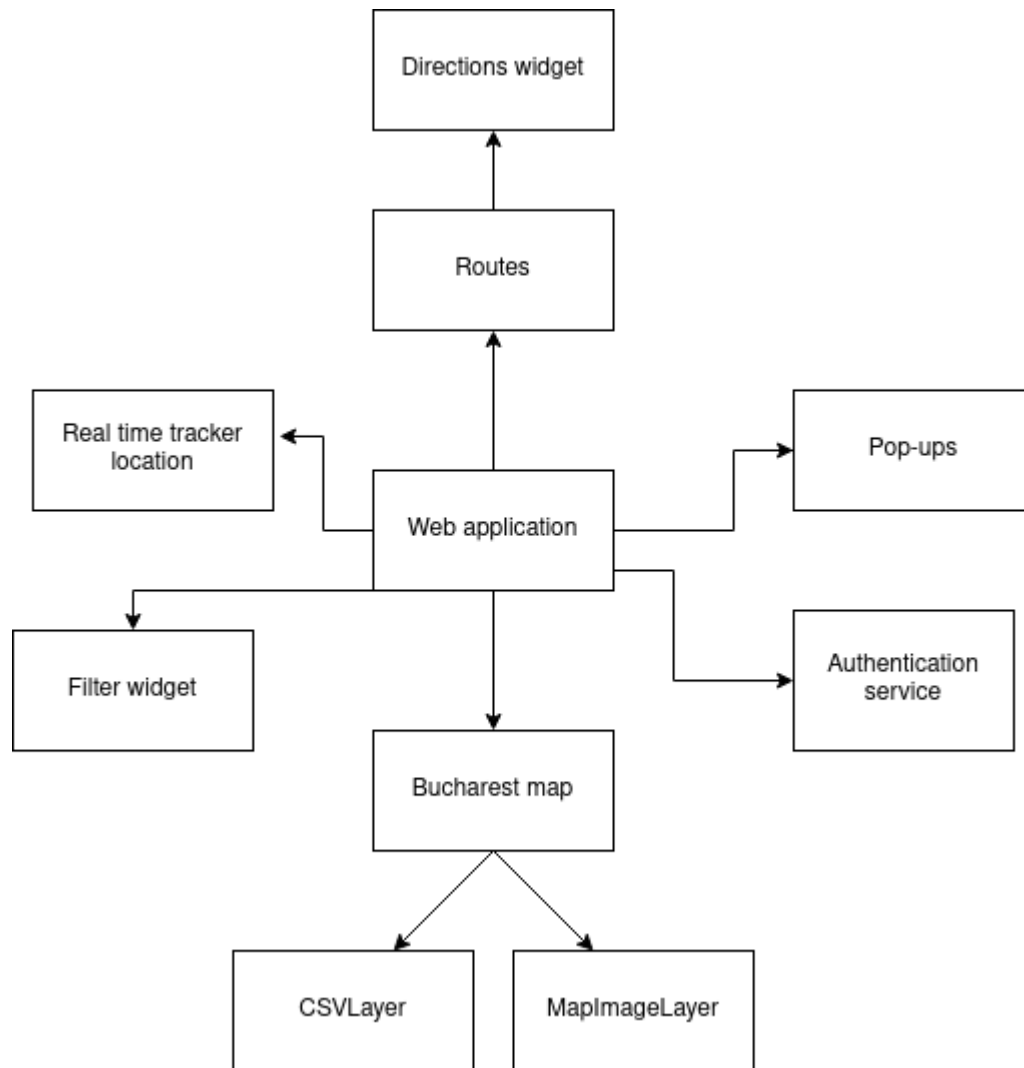 Directions widget
Routes
Real time tracker
location
Pop-ups
Web application
Filter widget
Authentication
service
Bucharest map
CSVLayer
MapImageLayer